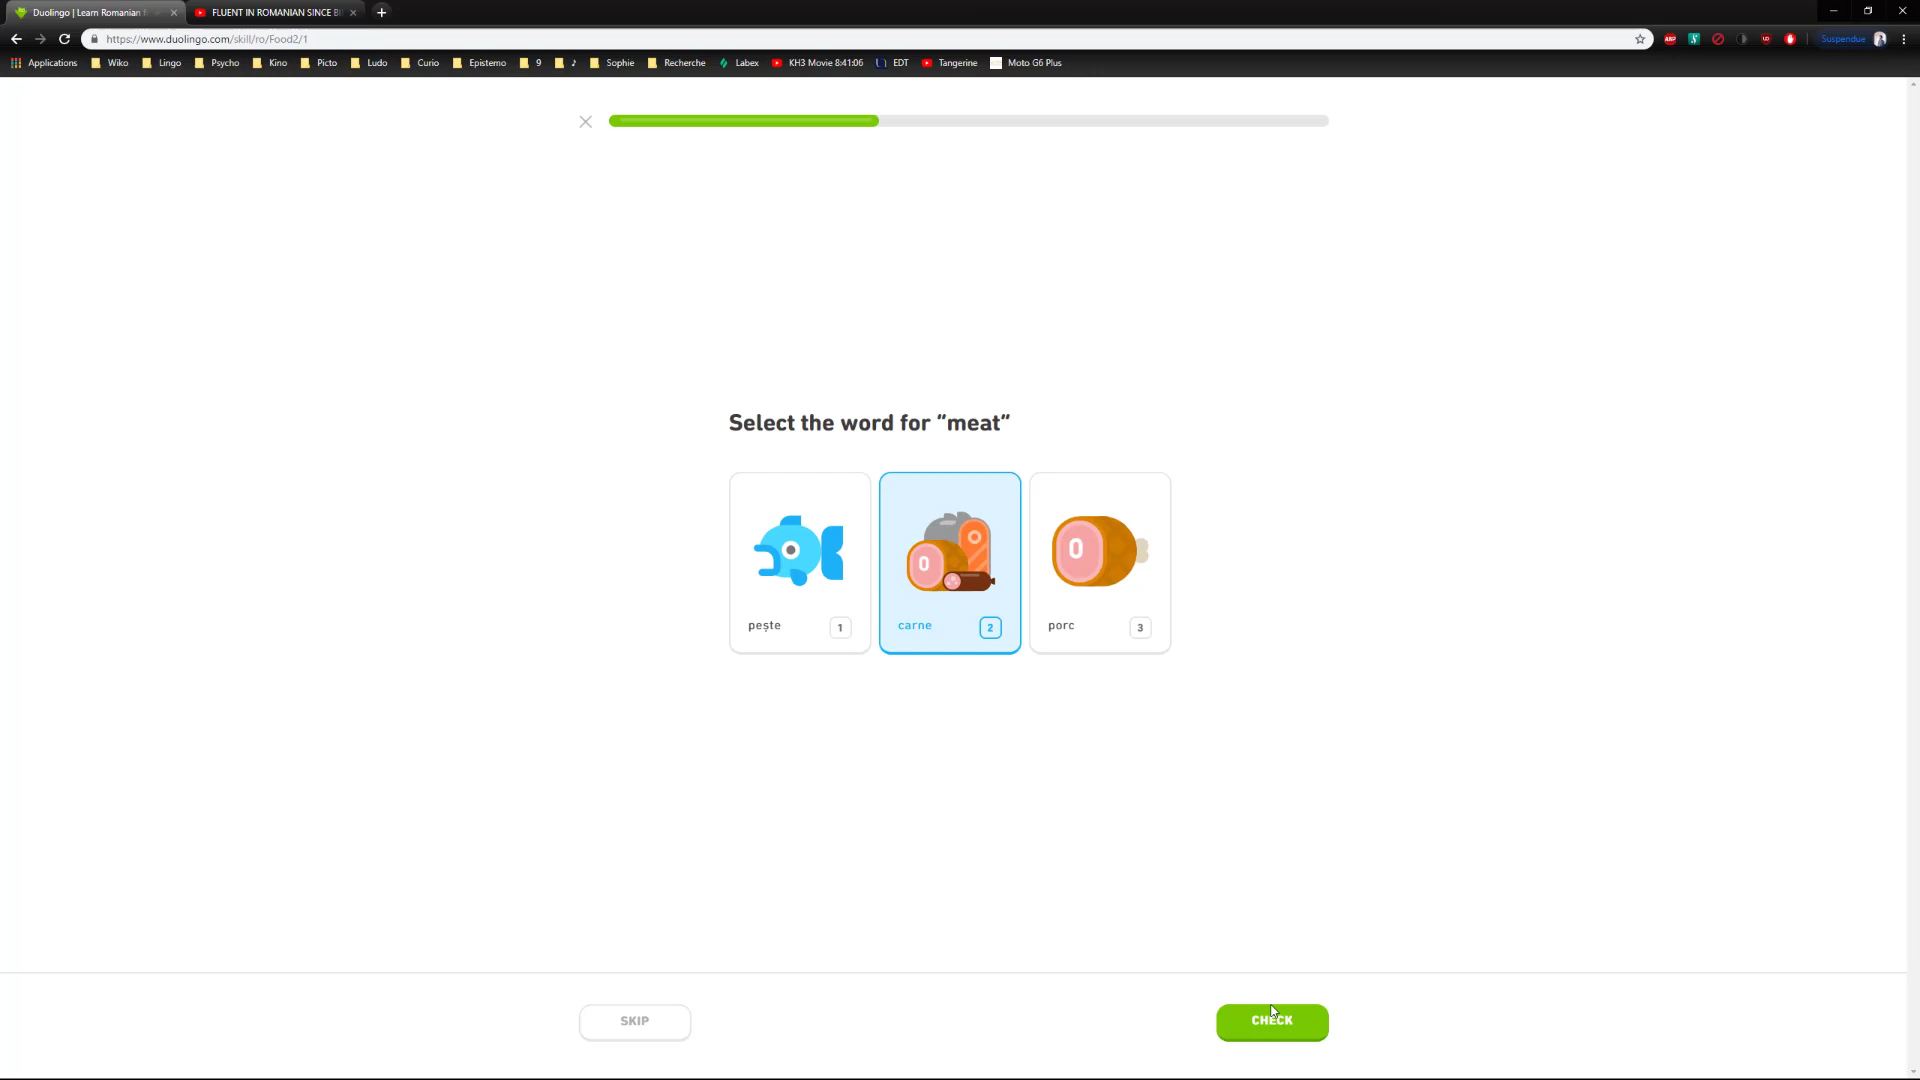 Duolingo | Learn Romanian f
FLUENT IN ROMANIAN SINCE BI
https://www.duolingo.com/skill/ro/Food2/1
Suspendue
Applications Wiko Lingo Psycho Kino Picto Ludo Curio Epistemo 9 ♪ Sophie Recherche Labex KH3 Movie 8:41:06 EDT Tangerine Moto G6 Plus
Select the word for “meat“
pește 1
carne 2
porc 3
SKIP
CHECK